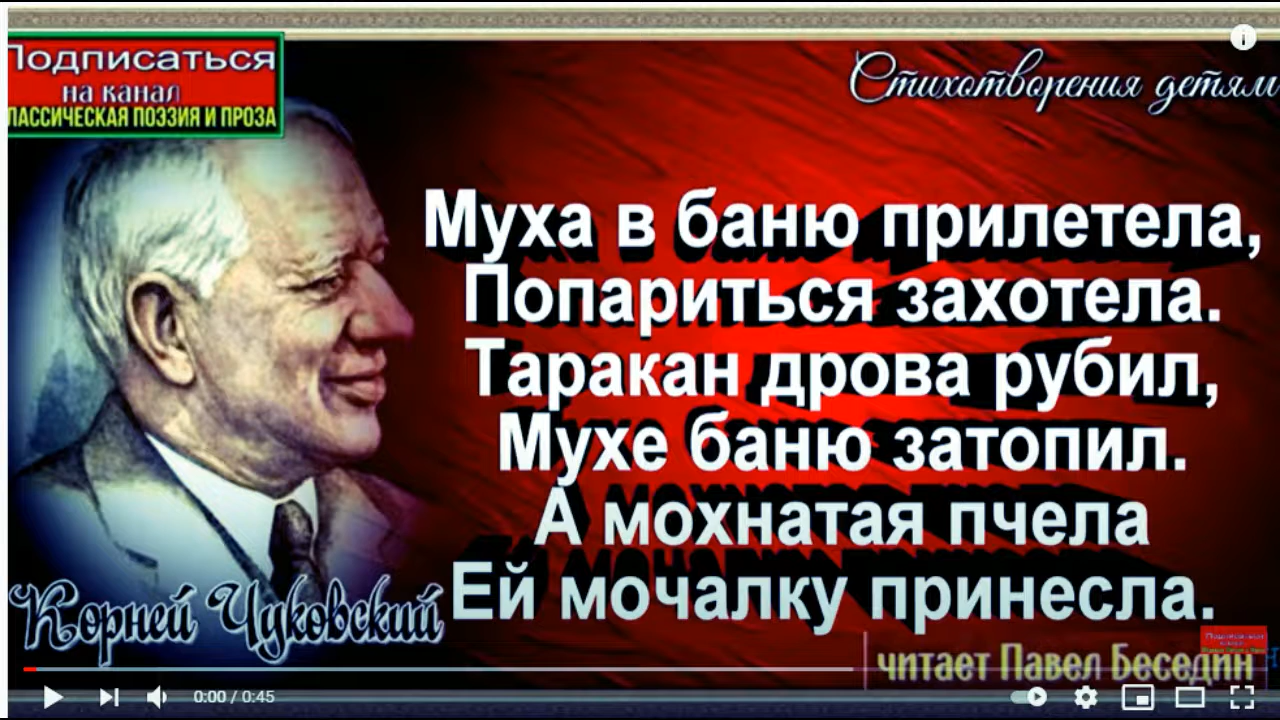 Подписаться
на канал
ЛАССИЧЕСКАЯ ПОЭЗИЯ И ПРОЗА
Стихотворения детям
Муха в баню прилетела,
Попариться захотела.
Таракан дрова рубил,
Мухе баню затопил.
А мохнатая пчела
Ей мочалку принесла.
Корней Чуковский
читает Павел Беседин
0:00 / 0:45